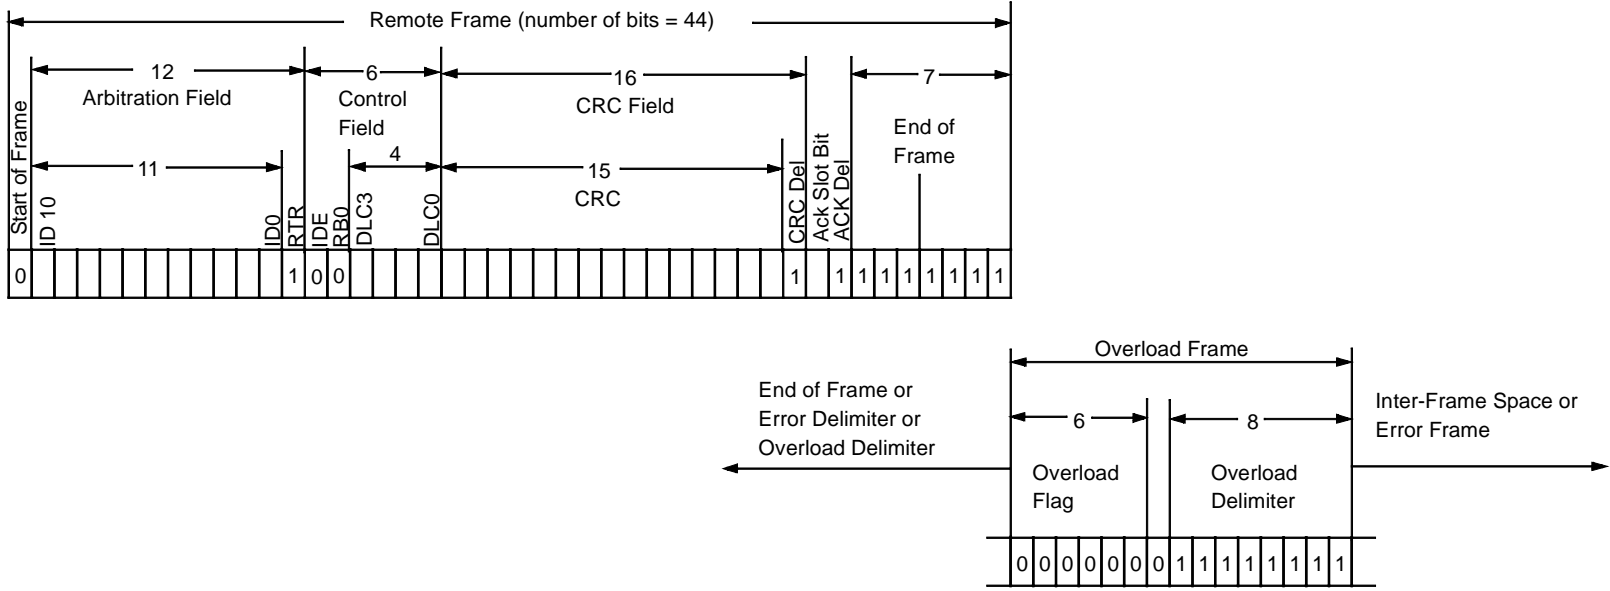 Remote Frame (number of bits = 44)
12
Arbitration Field
6
Control
Field
16
CRC Field
7
End of
Frame
11
4
15
CRC
Start of Frame
ID 10
ID0
RTR
IDE
RB0
DLC3
DLC0
CRC Del
Ack Slot Bit
ACK Del
0 1 0 0 1 1 1 1 1 1 1 1 1
Overload Frame
End of Frame or
Error Delimiter or
Overload Delimiter
6
8
Inter-Frame Space or
Error Frame
Overload
Flag
Overload
Delimiter
0 0 0 0 0 0 0 1 1 1 1 1 1 1 1